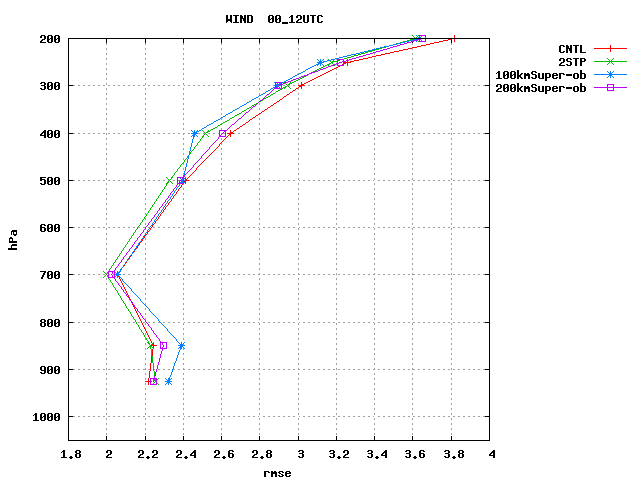 WIND 00_12UTC
CNTL
2STP
100kmSuper-ob
200kmSuper-ob
200
300
400
500
600
700
800
900
1000
hPa
1.8 2 2.2 2.4 2.6 2.8 3 3.2 3.4 3.6 3.8 4
rmse